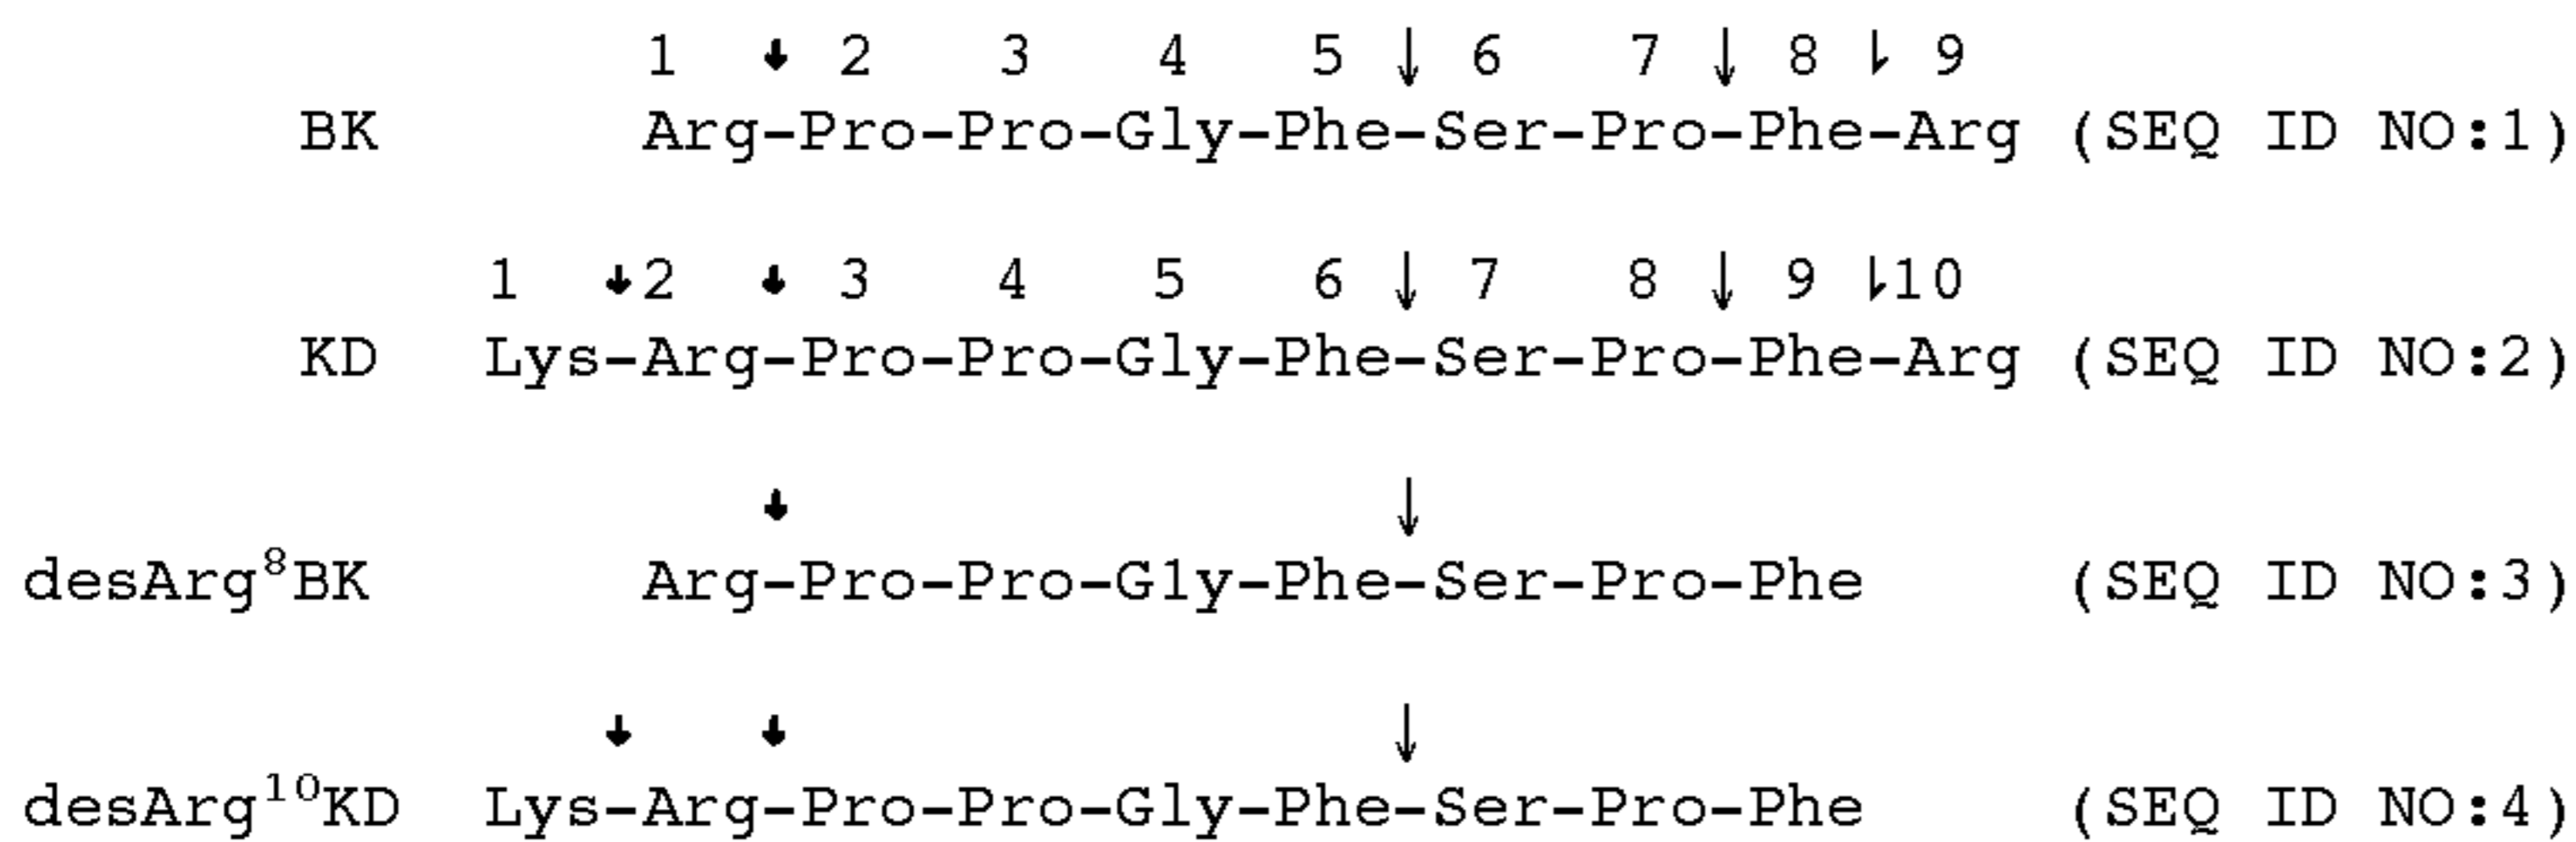 1 ↓ 2 3 4 5 ↓ 6 7 ↓ 8 ⇂ 9
BK Arg-Pro-Pro-Gly-Phe-Ser-Pro-Phe-Arg (SEQ ID NO:1)
1 ↓ 2 ↓ 3 4 5 6 ↓ 7 8 ↓ 9 ⇂ 10
KD Lys-Arg-Pro-Pro-Gly-Phe-Ser-Pro-Phe-Arg (SEQ ID NO:2)
↓ ↓
desArg⁸BK Arg-Pro-Pro-G1y-Phe-Ser-Pro-Phe (SEQ ID NO:3)
↓ ↓ ↓
desArg¹⁰KD Lys-Arg-Pro-Pro-Gly-Phe-Ser-Pro-Phe (SEQ ID NO:4)